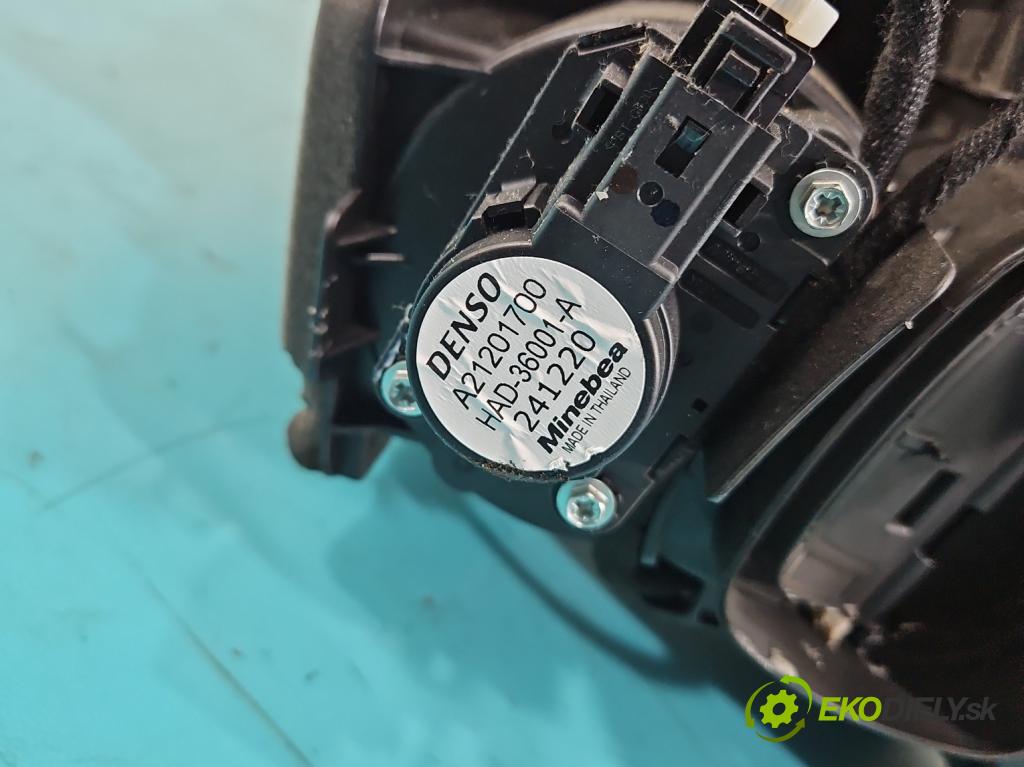 DENSO
A21201700
HAD-36001-A
241220
Minebea
MADE IN THAILAND
EKODIELY.sk